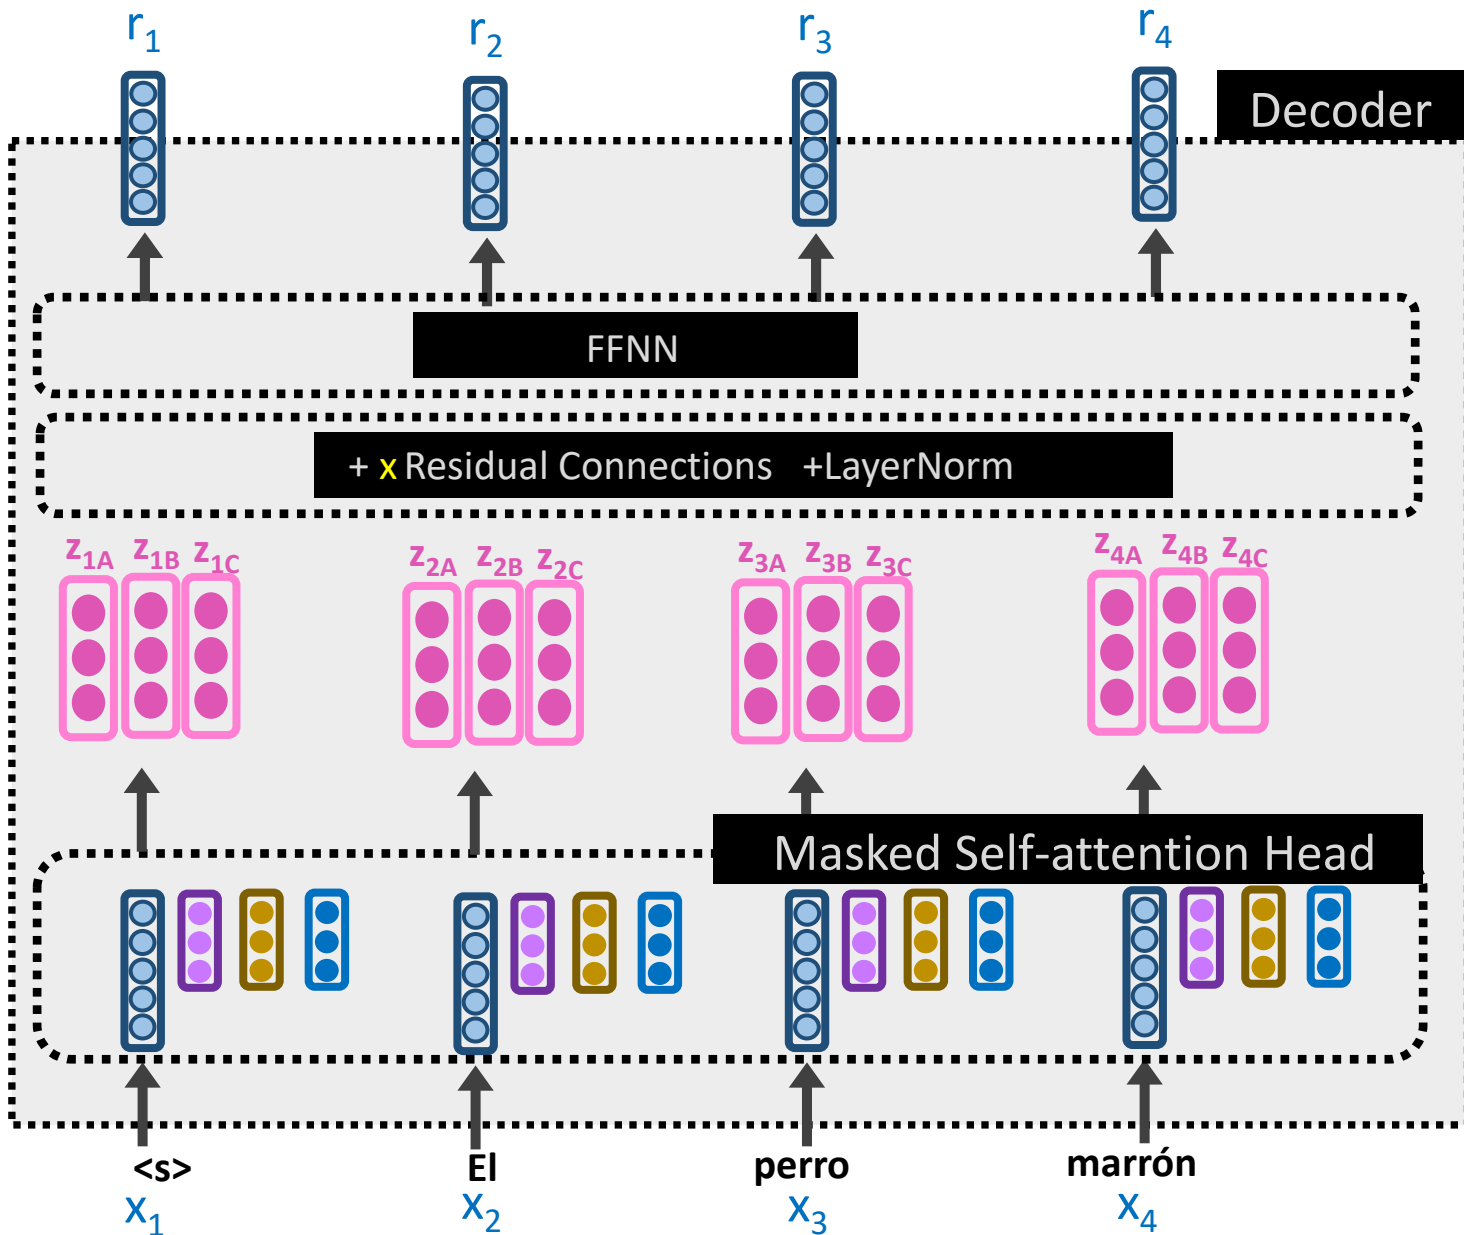 r1 r2 r3 r4
Decoder
FFNN
+ x Residual Connections +LayerNorm
z1A z1B z1C z2A z2B z2C z3A z3B z3C z4A z4B z4C
Masked Self-attention Head
<s> El perro marrón
x1 x2 x3 x4